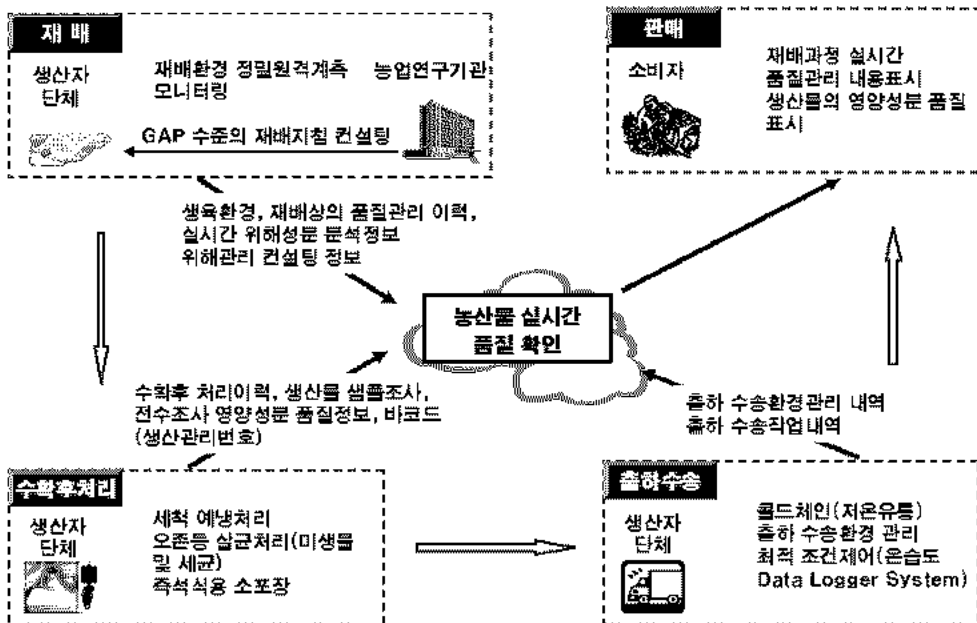 재 배
생산자
단체
재배환경 정밀원격계측
모니터링
농업연구기관
GAP 수준의 재배지침 컨설팅
판매
소비자
재배과정 실시간
품질관리 내용표시
생산물의 영양성분 품질
표시
생육환경, 재배상의 품질관리 이력,
실시간 위해성분 분석정보
위해관리 컨설팅 정보
농산물 실시간
품질 확인
수확후 처리이력, 생산물 샘플조사,
전수조사 영양성분 품질정보, 바코드
(생산관리번호)
출하 수송환경관리 내역
출하 수송작업내역
수확후처리
생산자
단체
세척 예냉처리
오존등 살균처리(미생물
및 세균)
즉석식용 소포장
출하수송
생산자
단체
콜드체인(저온유통)
출하 수송환경 관리
최적 조건제어(온습도
Data Logger System)